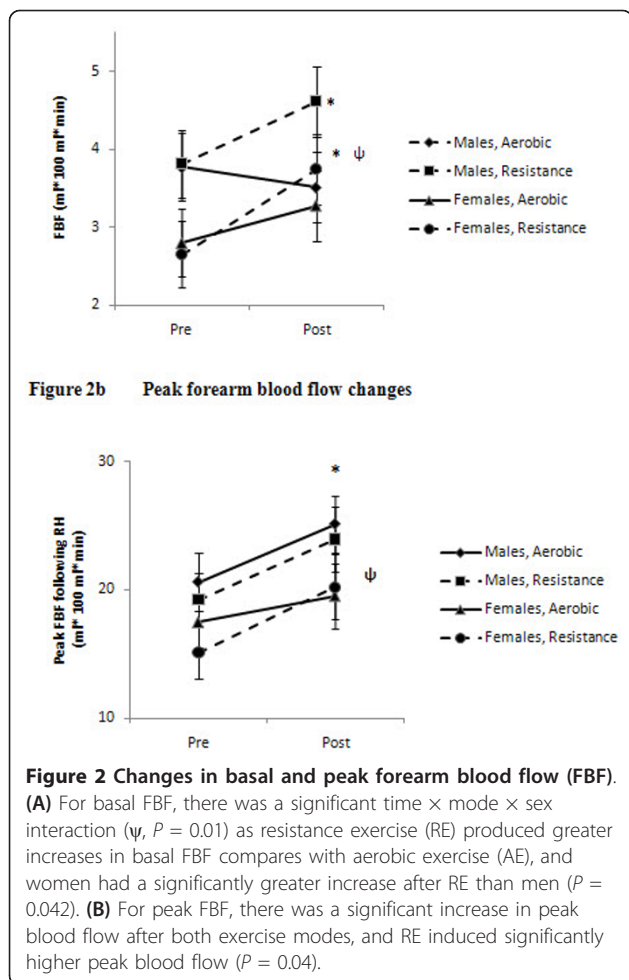 5
4
3
2
FBF (ml*100 ml*min)
*
* ψ
Pre Post
Males, Aerobic
Males, Resistance
Females, Aerobic
Females, Resistance
Figure 2b Peak forearm blood flow changes
30
20
10
Peak FBF following RH
(ml* 100 ml*min)
*
ψ
Pre Post
Males, Aerobic
Males, Resistance
Females, Aerobic
Females, Resistance
Figure 2 Changes in basal and peak forearm blood flow (FBF).
(A) For basal FBF, there was a significant time × mode × sex
interaction (ψ, P = 0.01) as resistance exercise (RE) produced greater
increases in basal FBF compares with aerobic exercise (AE), and
women had a significantly greater increase after RE than men (P =
0.042). (B) For peak FBF, there was a significant increase in peak
blood flow after both exercise modes, and RE induced significantly
higher peak blood flow (P = 0.04).